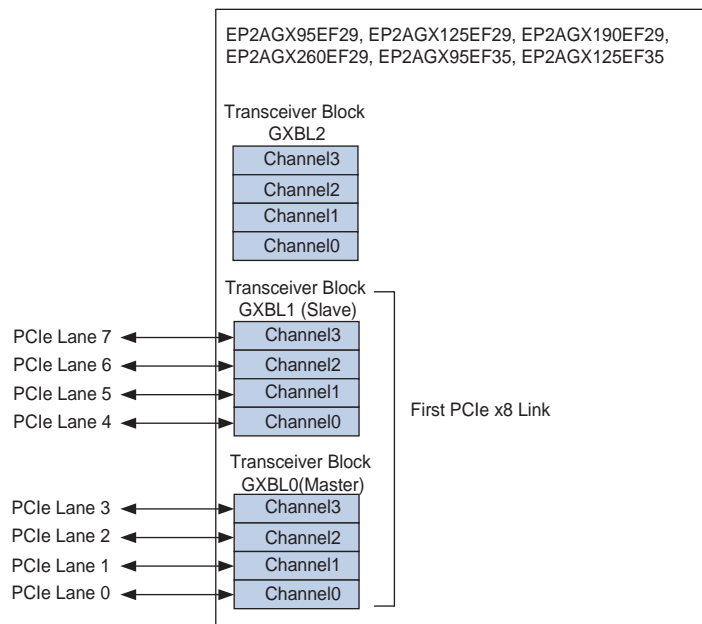 EP2AGX95EF29, EP2AGX125EF29, EP2AGX190EF29,
EP2AGX260EF29, EP2AGX95EF35, EP2AGX125EF35
Transceiver Block
GXBL2
Channel3
Channel2
Channel1
Channel0
Transceiver Block
GXBL1 (Slave)
PCIe Lane 7
Channel3
PCIe Lane 6
Channel2
PCIe Lane 5
Channel1
PCIe Lane 4
Channel0
First PCIe x8 Link
Transceiver Block
GXBL0(Master)
PCIe Lane 3
Channel3
PCIe Lane 2
Channel2
PCIe Lane 1
Channel1
PCIe Lane 0
Channel0